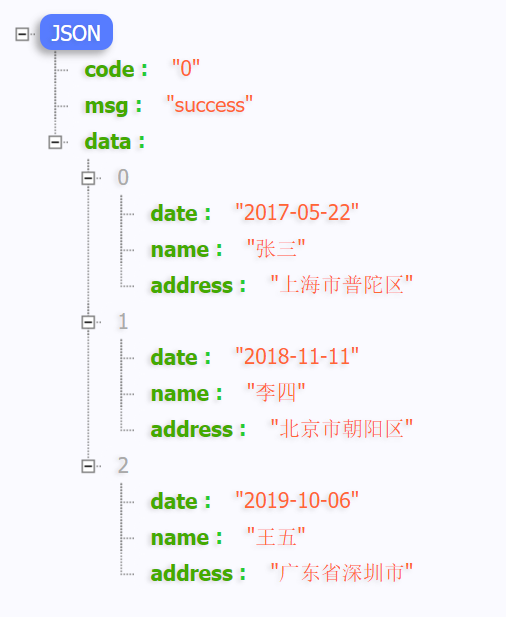 JSON
code : "0"
msg : "success"
data :
0
date : "2017-05-22"
name : "张三"
address : "上海市普陀区"
1
date : "2018-11-11"
name : "李四"
address : "北京市朝阳区"
2
date : "2019-10-06"
name : "王五"
address : "广东省深圳市"